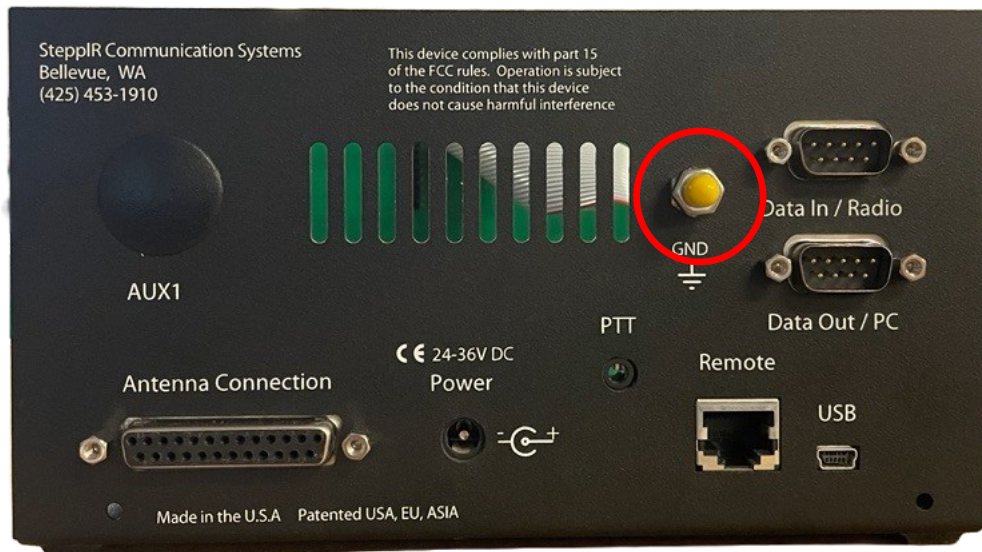 SteppIR Communication Systems
Bellevue, WA
(425) 453-1910
This device complies with part 15
of the FCC rules. Operation is subject
to the condition that this device
does not cause harmful interference
GND
Data In / Radio
AUX1
PTT
Data Out / PC
CE 24-36V DC
Power
Antenna Connection
Remote
USB
- +
Made in the U.S.A Patented USA, EU, ASIA